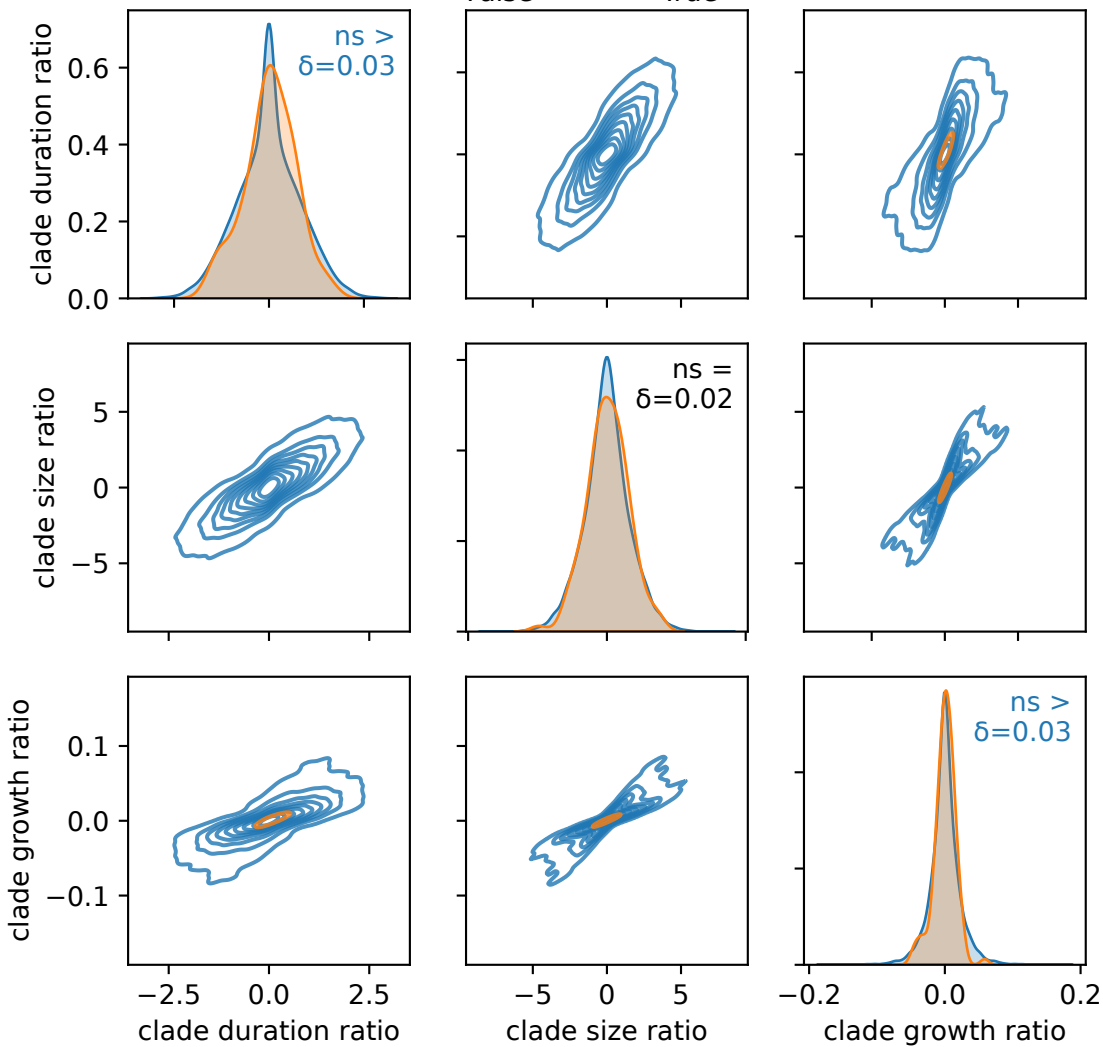 ns >
δ=0.03
clade duration ratio
0.6
0.4
0.2
0.0
ns =
δ=0.02
clade size ratio
5
0
−5
ns >
δ=0.03
clade growth ratio
0.1
0.0
−0.1
−2.5 0.0 2.5
−5 0 5
−0.2 0.0 0.2
clade duration ratio
clade size ratio
clade growth ratio